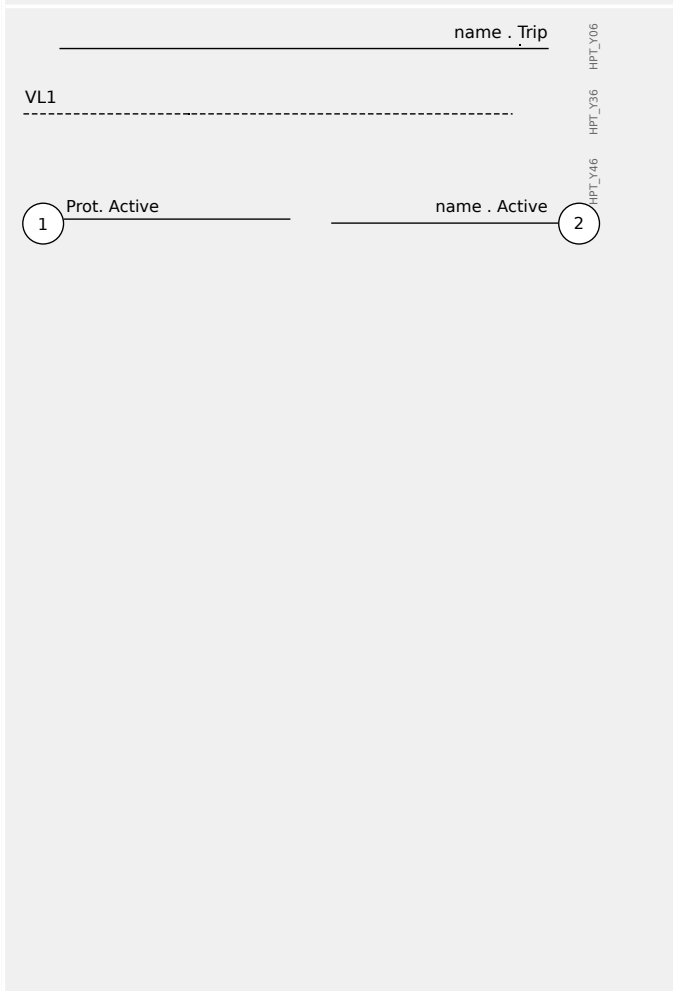 name . Trip
HPT_Y06
VL1
HPT_Y36
HPT_Y46
Prot. Active
name . Active
1
2